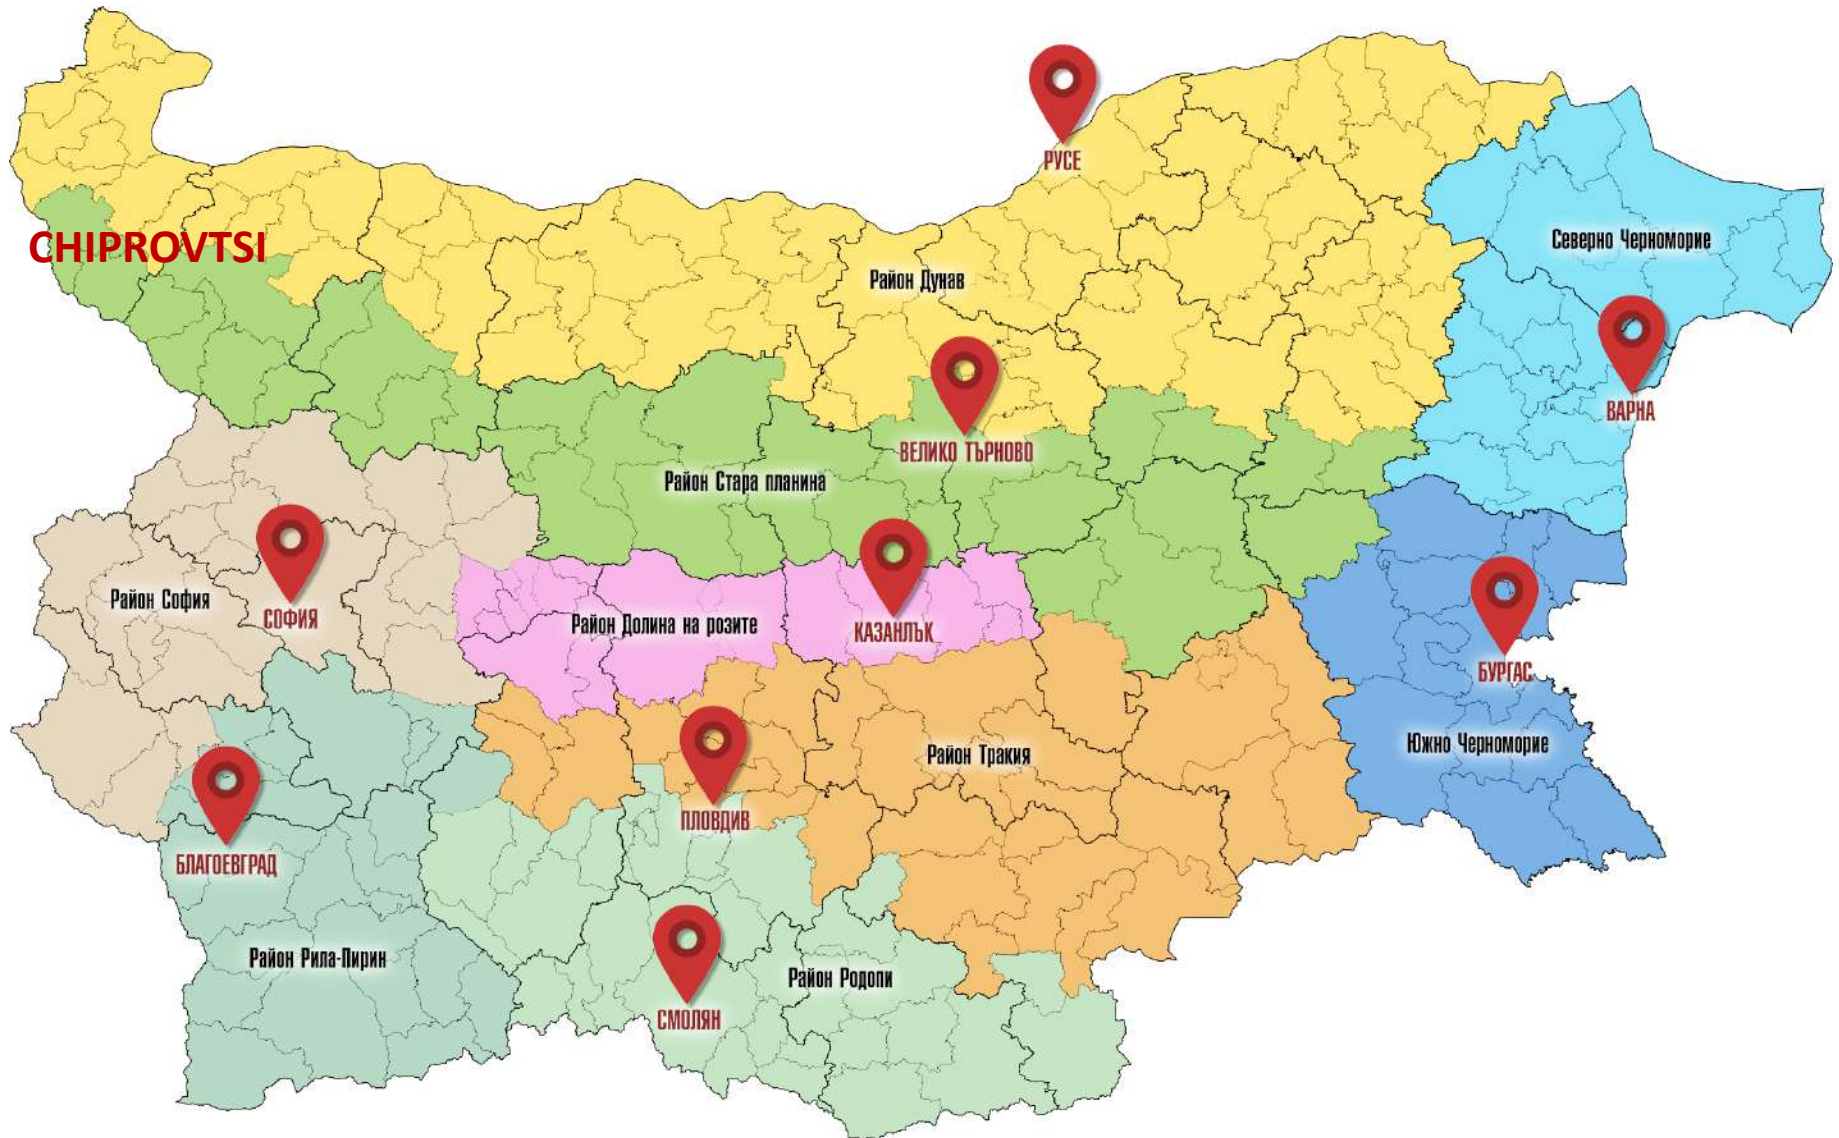 РУСЕ
CHIPROVTSI
Северно Черноморие
Район Дунав
ВАРНА
ВЕЛИКО ТЪРНОВО
Район Стара планина
Район София
СОФИЯ
Район Долина на розите
КАЗАНЛЪК
БУРГАС
Южно Черноморие
Район Тракия
ПЛОВДИВ
БЛАГОЕВГРАД
Район Рила-Пирин
Район Родопи
СМОЛЯН